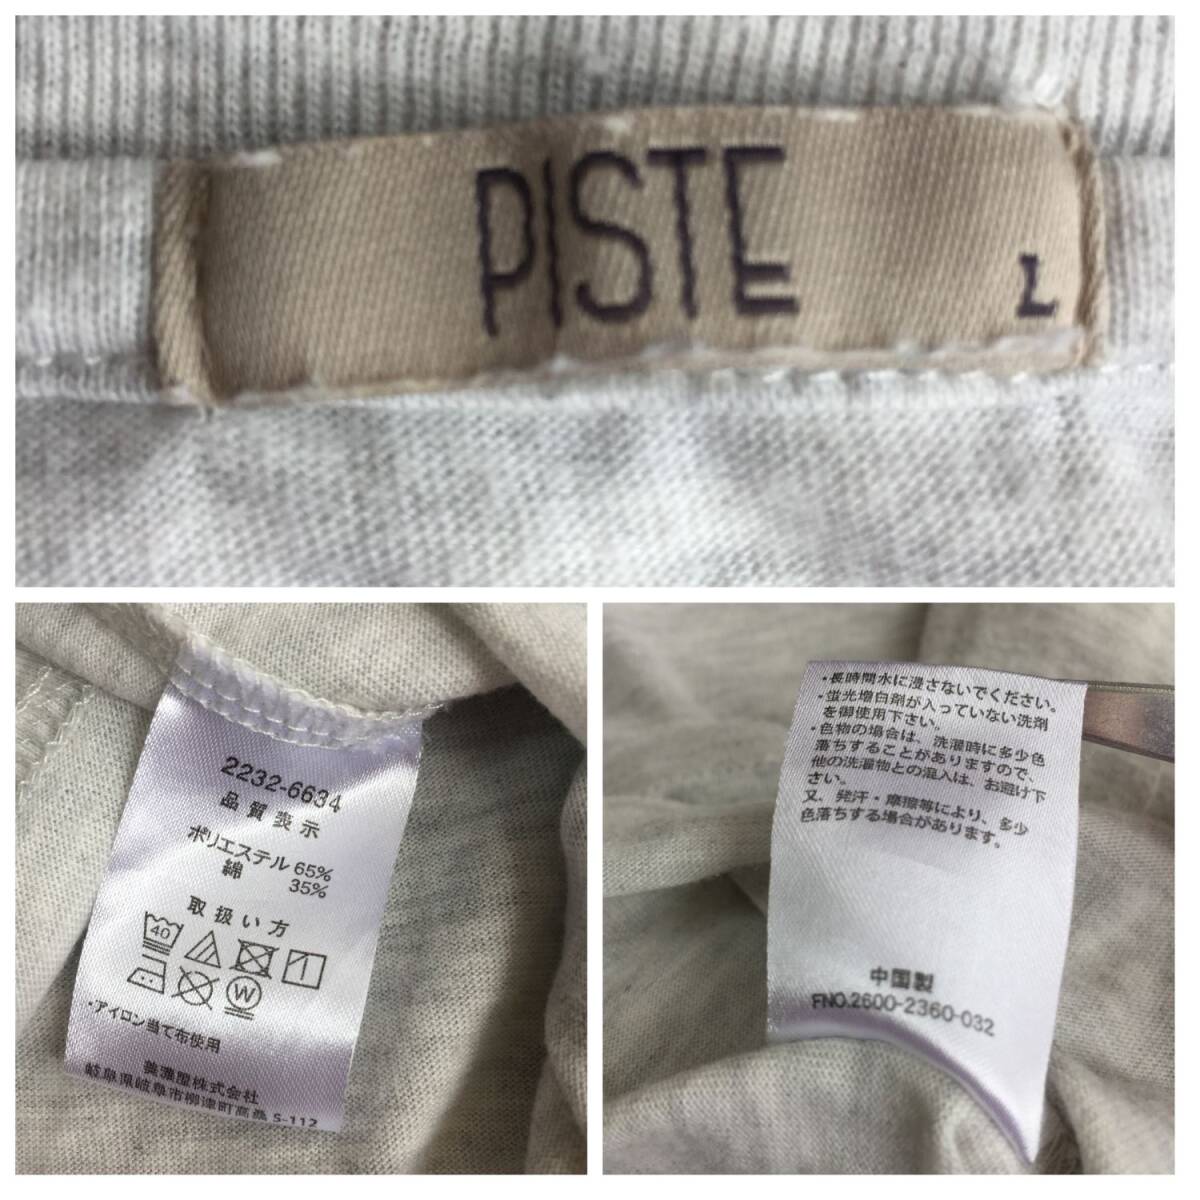 PISTE
L
2232-6634
品質表示
ポリエステル 65%
綿 35%
取扱い方
40
W
・アイロン当て布使用
美濃屋株式会社
岐阜県岐阜市柳津町高桑 5-112
・長時間水に浸さないでください。
・蛍光増白剤が入っていない洗剤
を御使用下さい。
・色物の場合は、洗濯時に多少色
落ちすることがありますので、
他の洗濯物との混入は、お避け下
さい。
又、発汗・摩擦等により、多少
色落ちする場合があります。
中国製
FNO.2600-2360-032